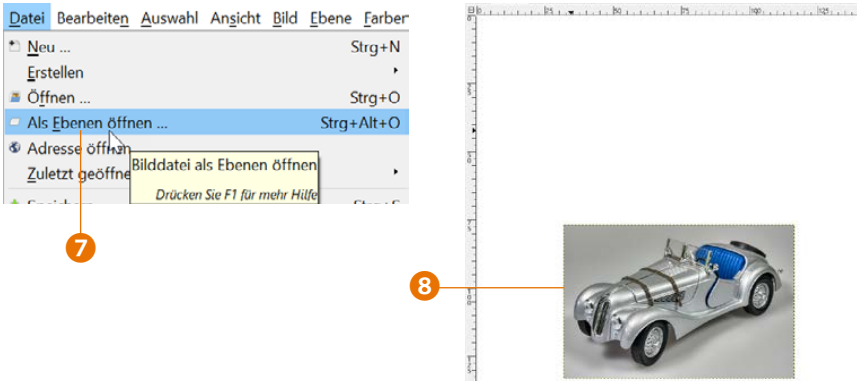 Datei Bearbeiten Auswahl Ansicht Bild Ebene Farben
Neu ... Strg+N
Erstellen
Öffnen ... Strg+O
Als Ebenen öffnen ... Strg+Alt+O
Adresse öffnen
Zuletzt geöffne
Bilddatei als Ebenen öffnen
Drücken Sie F1 für mehr Hilfe
7
8